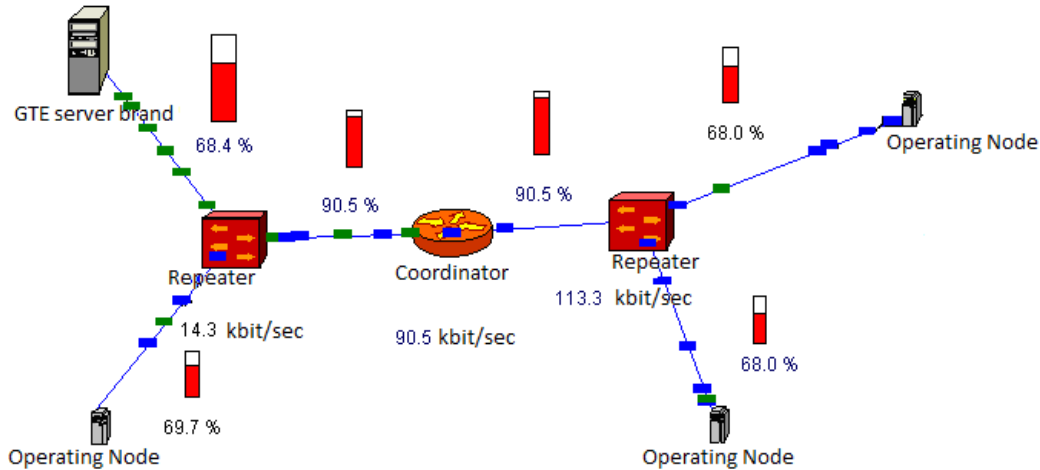 GTE server brand
68.4 %
90.5 %
90.5 %
68.0 %
Operating Node
Repeater
Coordinator
Repeater
14.3 kbit/sec
90.5 kbit/sec
113.3 kbit/sec
69.7 %
68.0 %
Operating Node
Operating Node